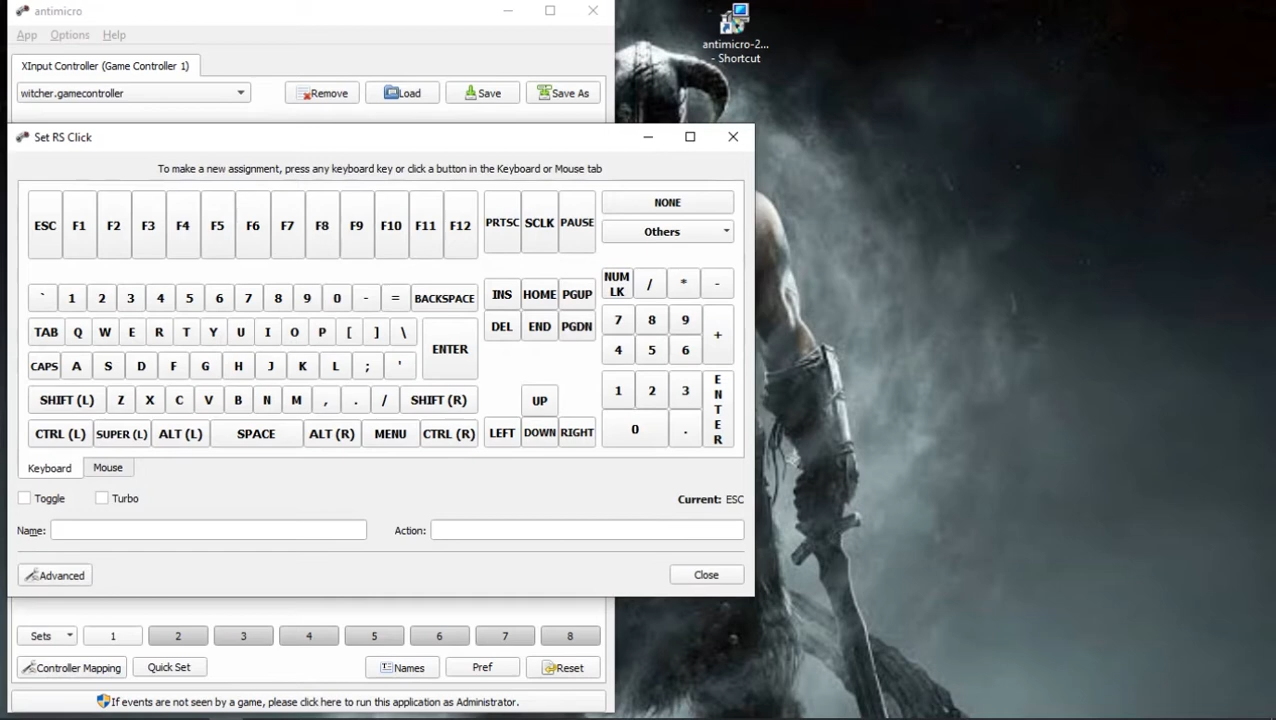 antimicro
antimicro-2...
- Shortcut
App Options Help
XInput Controller (Game Controller 1)
witcher.gamecontroller
Remove Load Save Save As
Set RS Click
To make a new assignment, press any keyboard key or click a button in the Keyboard or Mouse tab
ESC F1 F2 F3 F4 F5 F6 F7 F8 F9 F10 F11 F12 PRTSC SCLK PAUSE NONE
Others
` 1 2 3 4 5 6 7 8 9 0 - = BACKSPACE INS HOME PGUP NUM LK / * -
TAB Q W E R T Y U I O P [ ] \ ENTER DEL END PGDN 7 8 9 +
CAPS A S D F G H J K L ; ' 4 5 6
SHIFT (L) Z X C V B N M , . / SHIFT (R) UP 1 2 3 ENTER
CTRL (L) SUPER (L) ALT (L) SPACE ALT (R) MENU CTRL (R) LEFT DOWN RIGHT 0 .
Keyboard Mouse
Toggle Turbo Current: ESC
Name: Action:
Advanced Close
Sets 1 2 3 4 5 6 7 8
Controller Mapping Quick Set Names Pref Reset
If events are not seen by a game, please click here to run this application as Administrator.